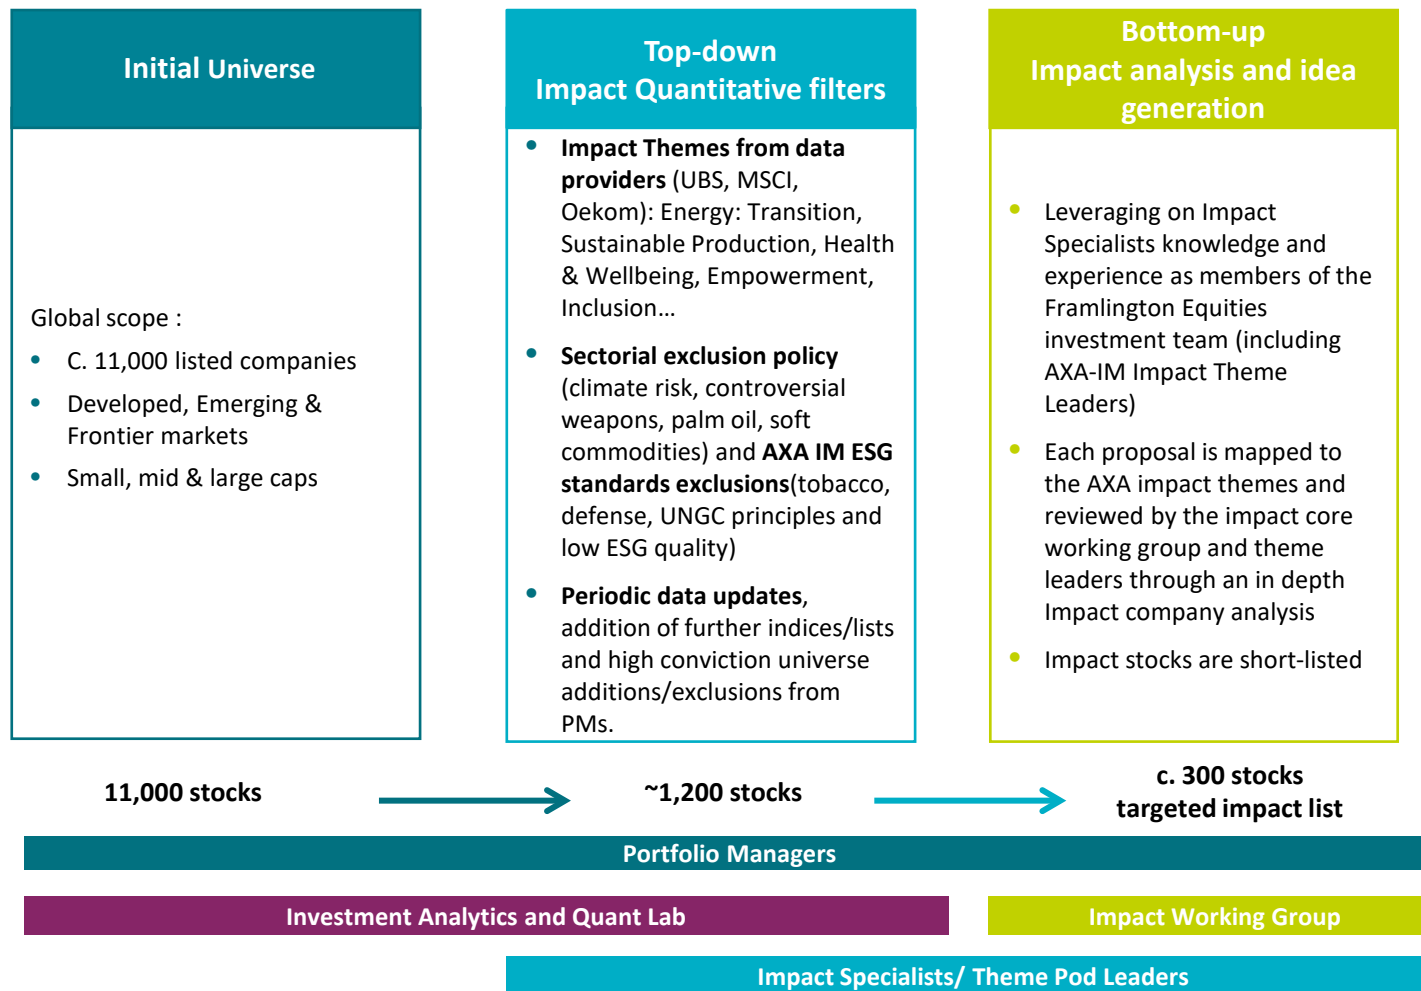 Initial Universe
Global scope :
• C. 11,000 listed companies
• Developed, Emerging &
Frontier markets
• Small, mid & large caps
Top-down
Impact Quantitative filters
• Impact Themes from data
providers (UBS, MSCI,
Oekom): Energy: Transition,
Sustainable Production, Health
& Wellbeing, Empowerment,
Inclusion…
• Sectorial exclusion policy
(climate risk, controversial
weapons, palm oil, soft
commodities) and AXA IM ESG
standards exclusions(tobacco,
defense, UNGC principles and
low ESG quality)
• Periodic data updates,
addition of further indices/lists
and high conviction universe
additions/exclusions from
PMs.
Bottom-up
Impact analysis and idea
generation
• Leveraging on Impact
Specialists knowledge and
experience as members of the
Framlington Equities
investment team (including
AXA-IM Impact Theme
Leaders)
• Each proposal is mapped to
the AXA impact themes and
reviewed by the impact core
working group and theme
leaders through an in depth
Impact company analysis
• Impact stocks are short-listed
11,000 stocks
~1,200 stocks
c. 300 stocks
targeted impact list
Portfolio Managers
Investment Analytics and Quant Lab
Impact Working Group
Impact Specialists/ Theme Pod Leaders